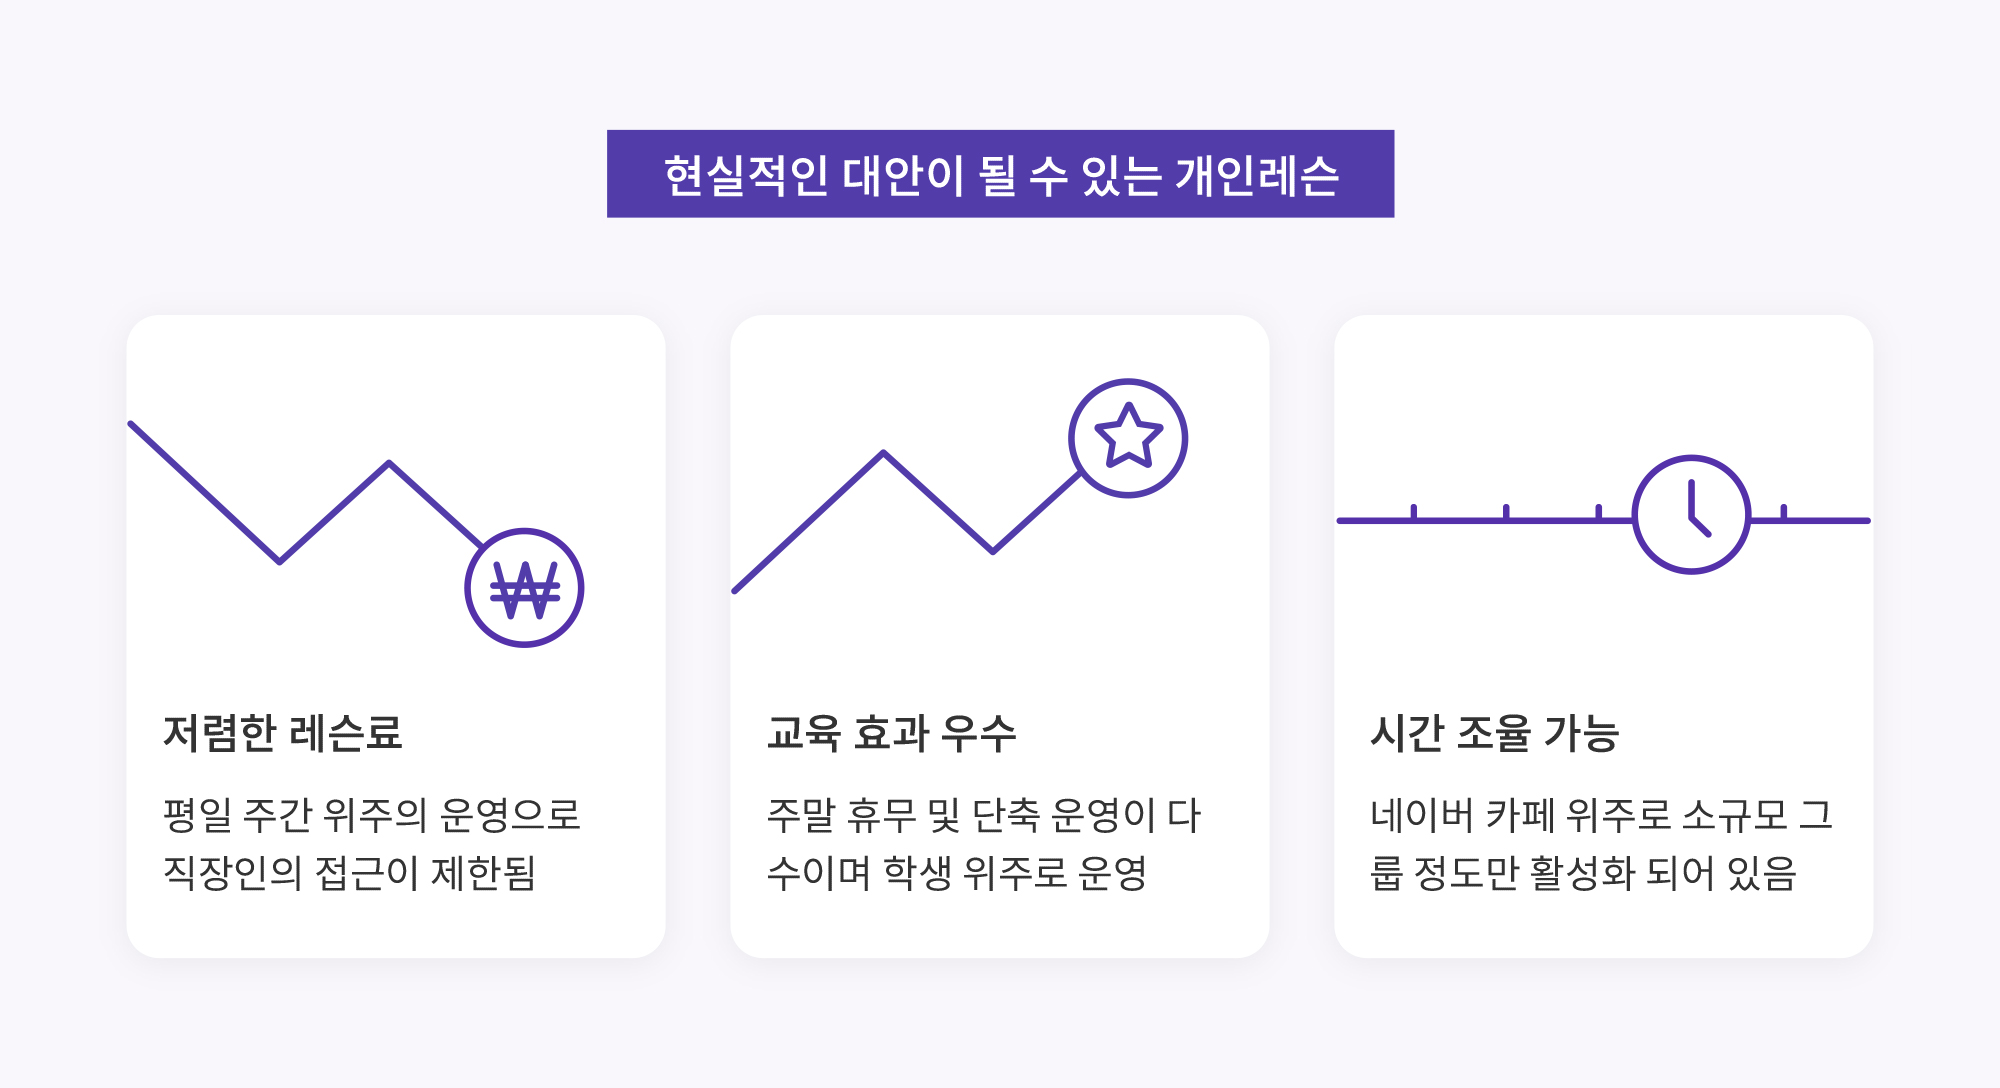 현실적인 대안이 될 수 있는 개인레슨
₩
저렴한 레슨료
평일 주간 위주의 운영으로
직장인의 접근이 제한됨
교육 효과 우수
주말 휴무 및 단축 운영이 다
수이며 학생 위주로 운영
시간 조율 가능
네이버 카페 위주로 소규모 그
룹 정도만 활성화 되어 있음